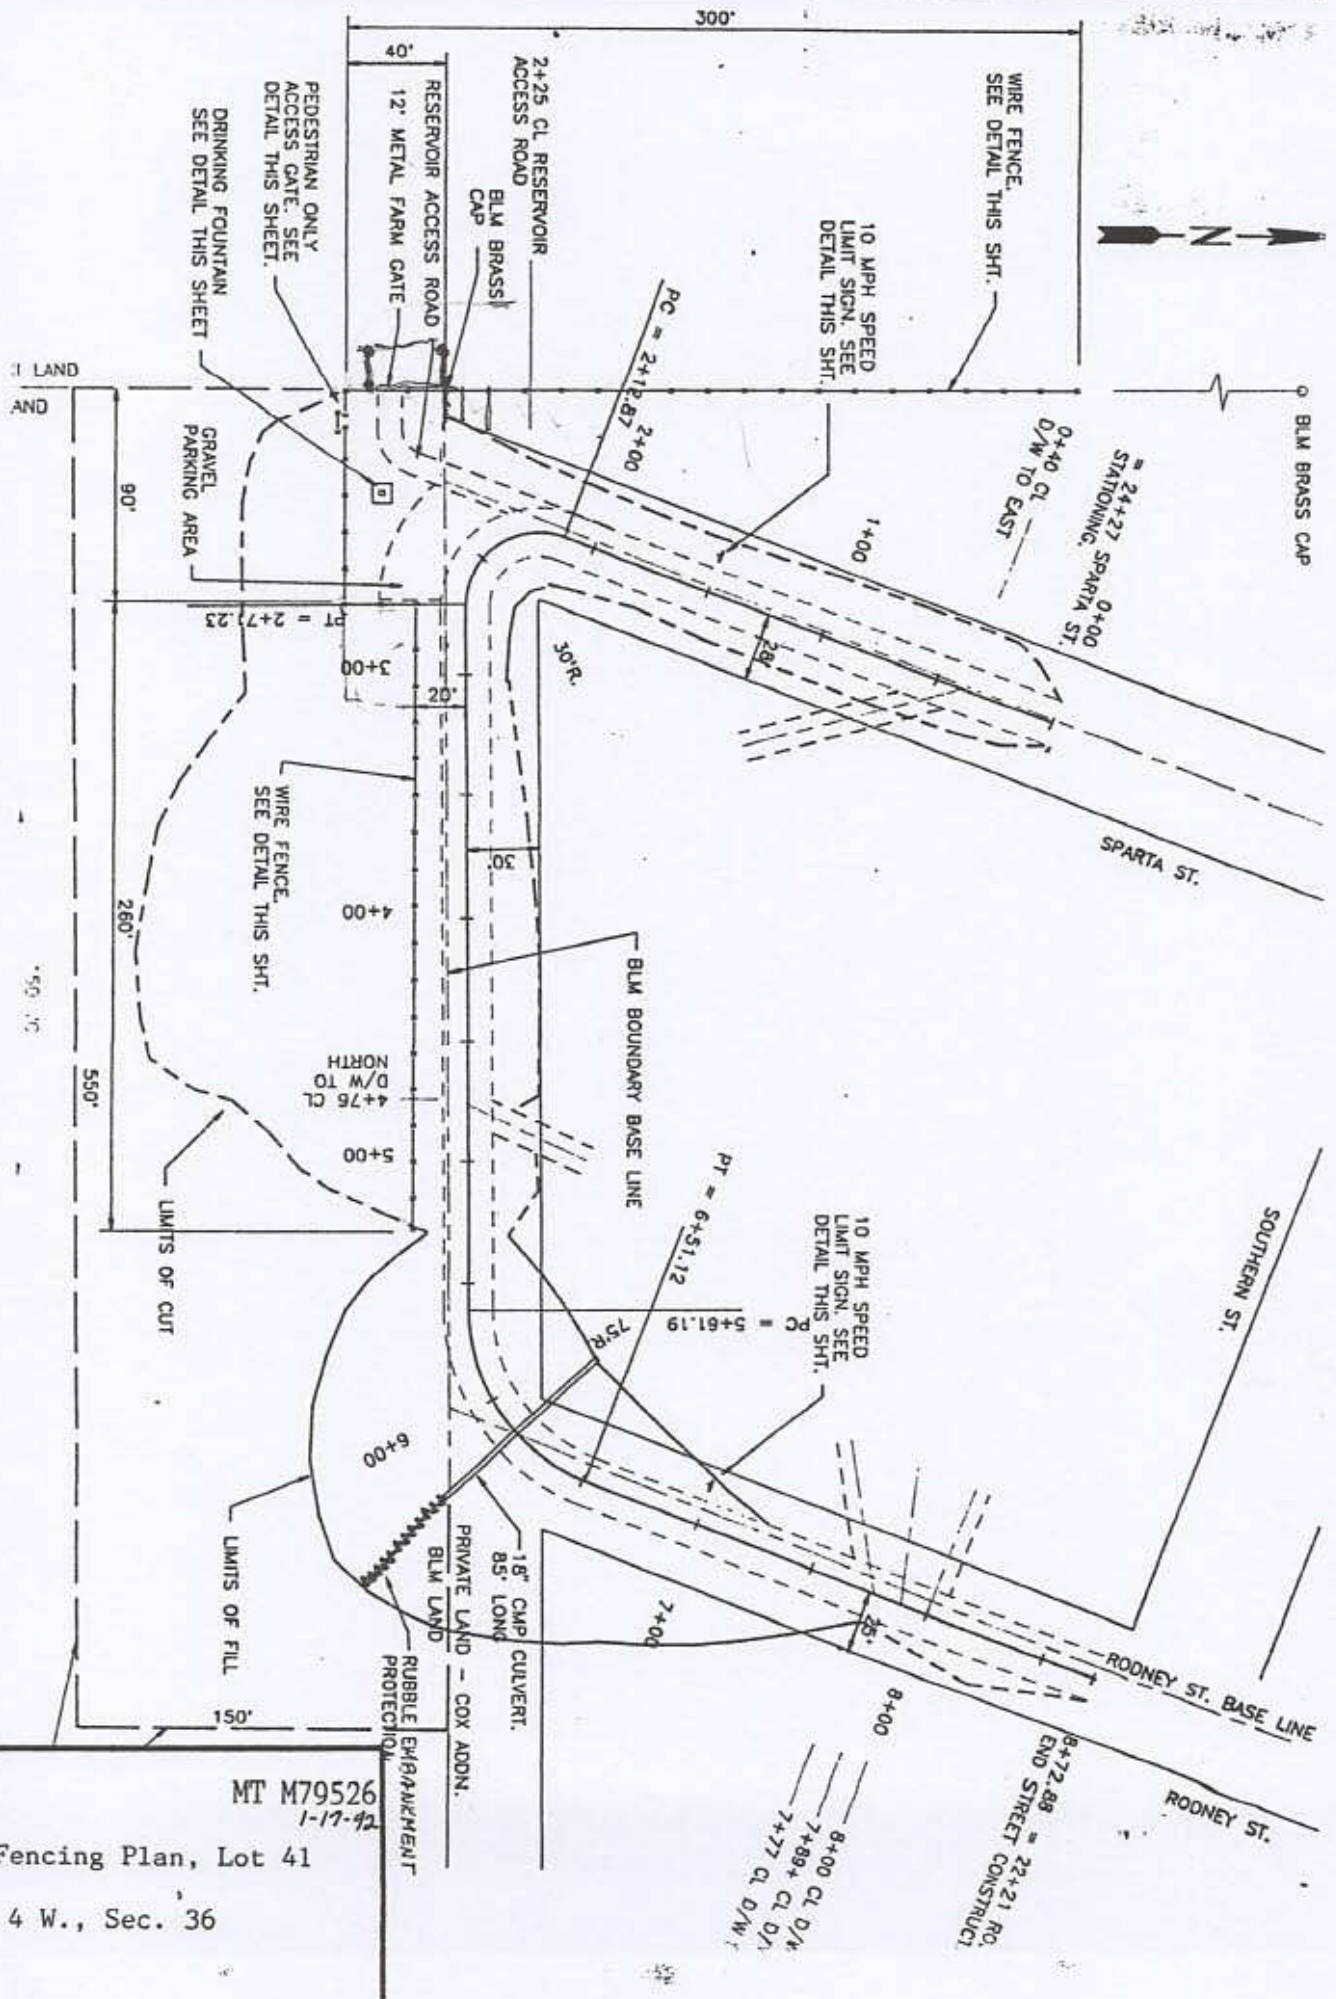 300'
40'
2+25 CL RESERVOIR
ACCESS ROAD
BLM BRASS
CAP
RESERVOIR ACCESS ROAD
12' METAL FARM GATE
PEDESTRIAN ONLY
ACCESS GATE. SEE
DETAIL THIS SHEET.
DRINKING FOUNTAIN
SEE DETAIL THIS SHEET
WIRE FENCE.
SEE DETAIL THIS SHT.
N
BLM BRASS CAP
10 MPH SPEED
LIMIT SIGN. SEE
DETAIL THIS SHT.
PC = 2+12.87
2+00
1+00
0+40 CL
D/W TO EAST
0+00
= 24+27 SPARTA
STATIONING, SPARTA ST.
LAND
AND
GRAVEL
PARKING AREA
90'
PT = 2+71.23
3+00
20'
30'R.
28'
SPARTA ST.
WIRE FENCE.
SEE DETAIL THIS SHT.
30'
4+00
260'
BLM BOUNDARY BASE LINE
4+76 CL
D/W TO
NORTH
5+00
550'
LIMITS OF CUT
PT = 6+51.12
PC = 5+61.19
75'R.
10 MPH SPEED
LIMIT SIGN. SEE
DETAIL THIS SHT.
SOUTHERN ST.
6+00
LIMITS OF FILL
18" CMP CULVERT.
85' LONG
PRIVATE LAND - COX ADDN.
BLM LAND
RUBBLE EMBANKMENT
PROTECTION
7+00
25'
8+00
RODNEY ST. BASE LINE
RODNEY ST.
8+72.88 = 22+21 RO.
END STREET CONSTRUCT.
8+00 CL D/W
7+89+ CL D/
7+77 CL D/W
150'
MT M79526
1-17-92
Fencing Plan, Lot 41
4 W., Sec. 36